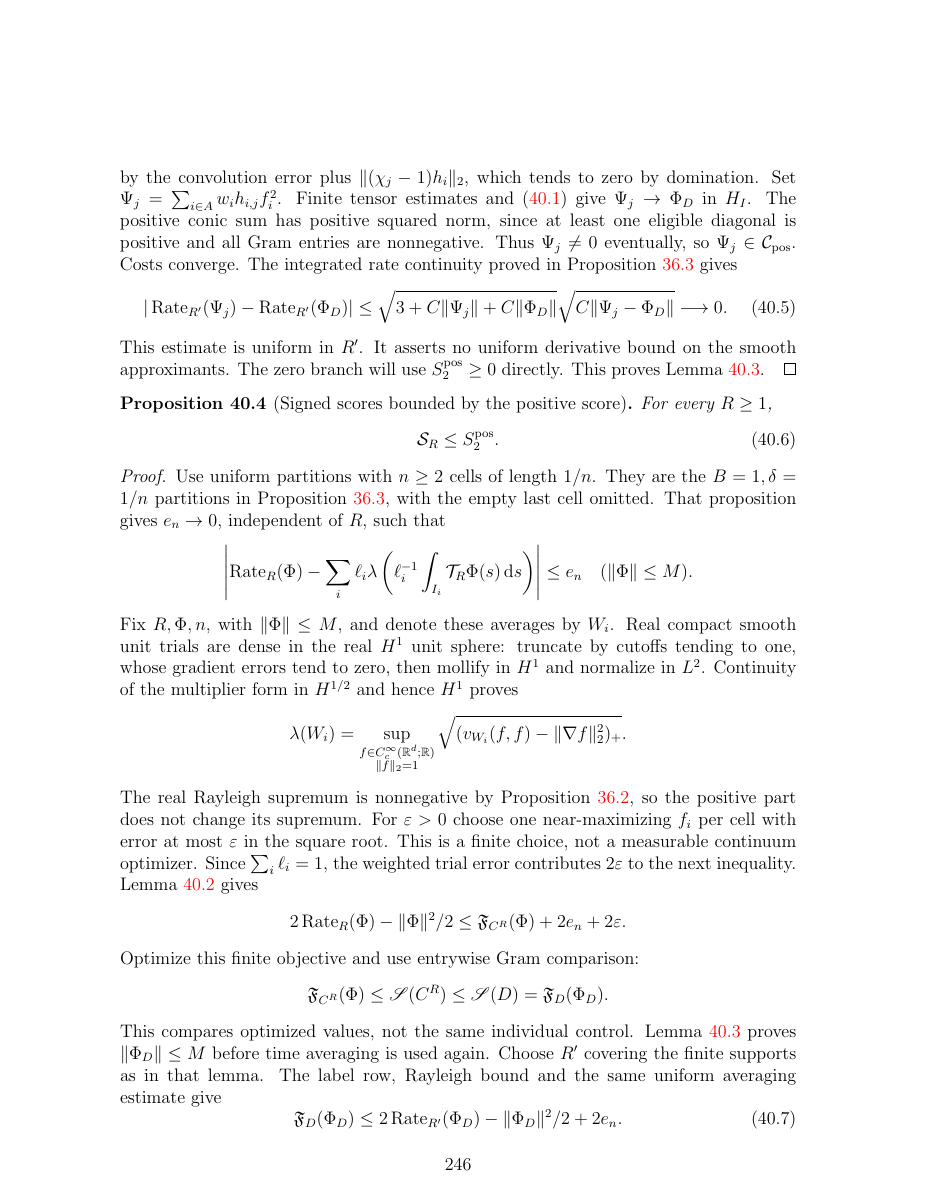 by the convolution error plus ‖(χ_j − 1)h_i‖_2, which tends to zero by domination. Set
Ψ_j = ∑_{i∈A} w_i h_{i,j} f_i^2. Finite tensor estimates and (40.1) give Ψ_j → Φ_D in H_I. The
positive conic sum has positive squared norm, since at least one eligible diagonal is
positive and all Gram entries are nonnegative. Thus Ψ_j ≠ 0 eventually, so Ψ_j ∈ 𝒞_pos.
Costs converge. The integrated rate continuity proved in Proposition 36.3 gives
| Rate_{R′}(Ψ_j) − Rate_{R′}(Φ_D)| ≤ √(3 + C‖Ψ_j‖ + C‖Φ_D‖) √(C‖Ψ_j − Φ_D‖) ⟶ 0. (40.5)
This estimate is uniform in R′. It asserts no uniform derivative bound on the smooth
approximants. The zero branch will use S_2^pos ≥ 0 directly. This proves Lemma 40.3. □
Proposition 40.4 (Signed scores bounded by the positive score). For every R ≥ 1,
𝒮_R ≤ S_2^pos. (40.6)
Proof. Use uniform partitions with n ≥ 2 cells of length 1/n. They are the B = 1, δ =
1/n partitions in Proposition 36.3, with the empty last cell omitted. That proposition
gives e_n → 0, independent of R, such that
|Rate_R(Φ) − ∑_i ℓ_i λ (ℓ_i^{−1} ∫_{I_i} 𝒯_R Φ(s) ds)| ≤ e_n (‖Φ‖ ≤ M).
Fix R, Φ, n, with ‖Φ‖ ≤ M, and denote these averages by W_i. Real compact smooth
unit trials are dense in the real H^1 unit sphere: truncate by cutoffs tending to one,
whose gradient errors tend to zero, then mollify in H^1 and normalize in L^2. Continuity
of the multiplier form in H^{1/2} and hence H^1 proves
λ(W_i) = sup_{f∈C_c^∞(ℝ^d;ℝ) ‖f‖_2=1} √((v_{W_i}(f, f) − ‖∇f‖_2^2)_+).
The real Rayleigh supremum is nonnegative by Proposition 36.2, so the positive part
does not change its supremum. For ε > 0 choose one near-maximizing f_i per cell with
error at most ε in the square root. This is a finite choice, not a measurable continuum
optimizer. Since ∑_i ℓ_i = 1, the weighted trial error contributes 2ε to the next inequality.
Lemma 40.2 gives
2 Rate_R(Φ) − ‖Φ‖^2/2 ≤ 𝔉_{C^R}(Φ) + 2e_n + 2ε.
Optimize this finite objective and use entrywise Gram comparison:
𝔉_{C^R}(Φ) ≤ 𝒮(C^R) ≤ 𝒮(D) = 𝔉_D(Φ_D).
This compares optimized values, not the same individual control. Lemma 40.3 proves
‖Φ_D‖ ≤ M before time averaging is used again. Choose R′ covering the finite supports
as in that lemma. The label row, Rayleigh bound and the same uniform averaging
estimate give
𝔉_D(Φ_D) ≤ 2 Rate_{R′}(Φ_D) − ‖Φ_D‖^2/2 + 2e_n. (40.7)
246